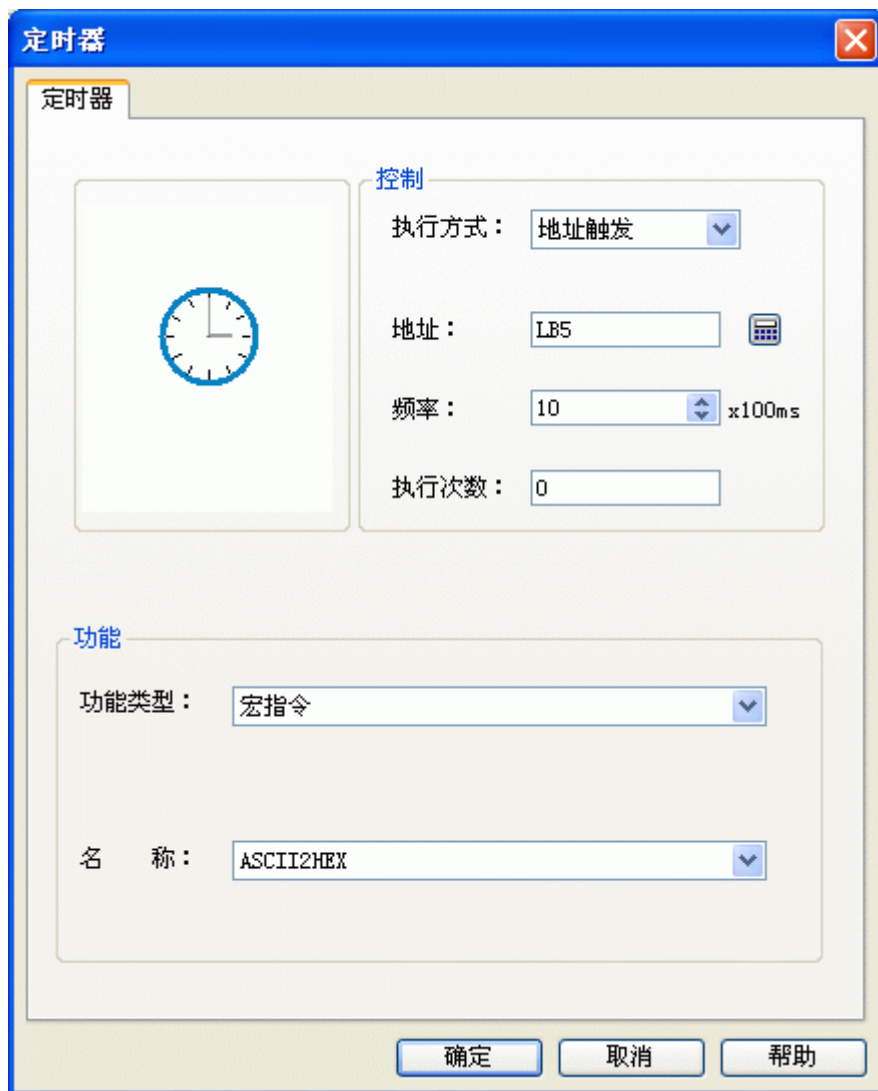 定时器
定时器
控制
执行方式： 地址触发
地址： LB5
频率： 10 x100ms
执行次数： 0
功能
功能类型： 宏指令
名 称： ASCII2HEX
确定 取消 帮助